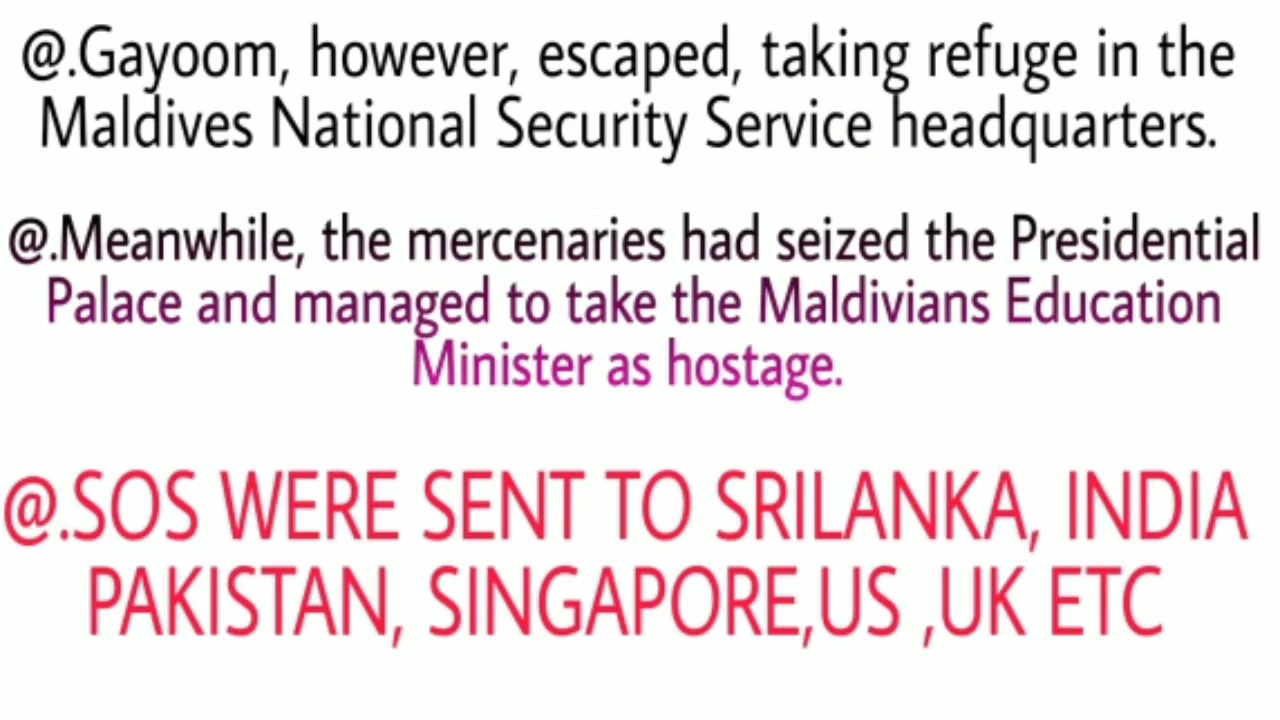 @.Gayoom, however, escaped, taking refuge in the
Maldives National Security Service headquarters.
@.Meanwhile, the mercenaries had seized the Presidential
Palace and managed to take the Maldivians Education
Minister as hostage.
@.SOS WERE SENT TO SRILANKA, INDIA
PAKISTAN, SINGAPORE,US ,UK ETC